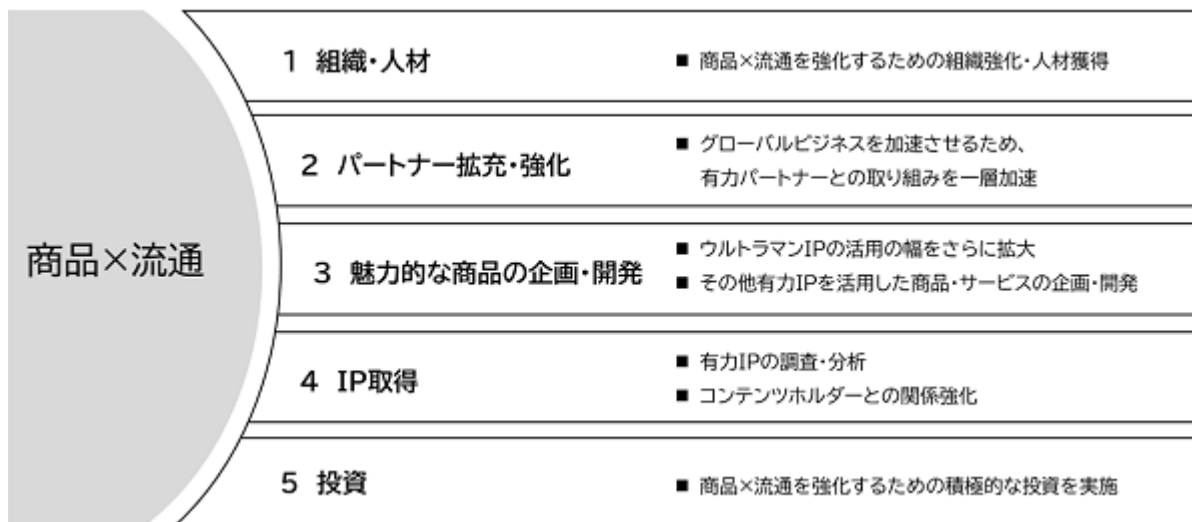 商品×流通
1 組織・人材
■ 商品×流通を強化するための組織強化・人材獲得
2 パートナー拡充・強化
■ グローバルビジネスを加速させるため、
有力パートナーとの取り組みを一層加速
3 魅力的な商品の企画・開発
■ ウルトラマンIPの活用の幅をさらに拡大
■ その他有力IPを活用した商品・サービスの企画・開発
4 IP取得
■ 有力IPの調査・分析
■ コンテンツホルダーとの関係強化
5 投資
■ 商品×流通を強化するための積極的な投資を実施